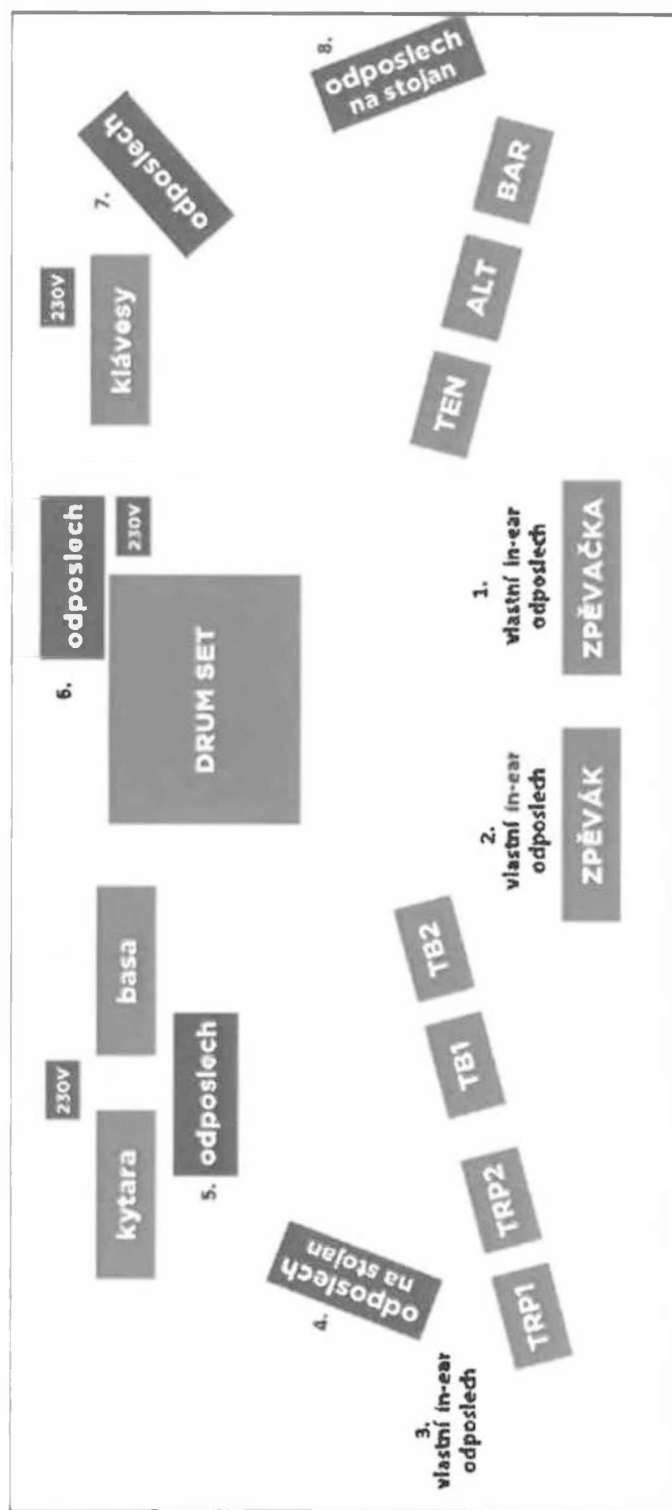 230V
230V
230V
kytara
basa
6.
odposlech
klávesy
7.
odposlech
5.
odposlech
DRUM SET
8.
odposlech
na stojan
4.
odposlech
na stojan
3.
vlastní in-ear
odposlech
TRP1
TRP2
TB1
TB2
TEN
ALT
BAR
2.
vlastní in-ear
odposlech
1.
vlastní in-ear
odposlech
ZPĚVÁK
ZPĚVAČKA